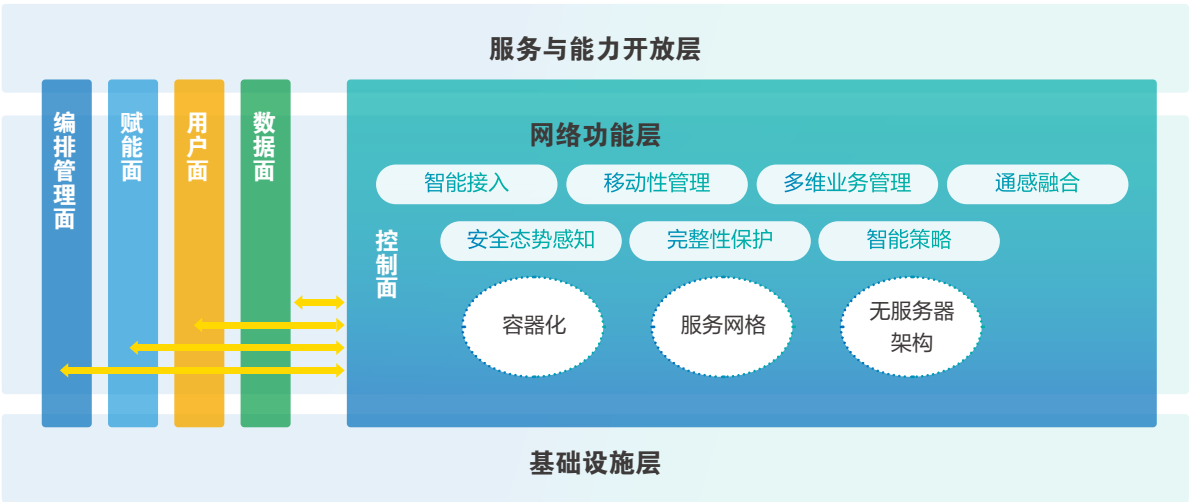 服务与能力开放层
编排管理面
赋能面
用户面
数据面
网络功能层
智能接入
移动性管理
多维业务管理
通感融合
控制面
安全态势感知
完整性保护
智能策略
容器化
服务网格
无服务器
架构
基础设施层